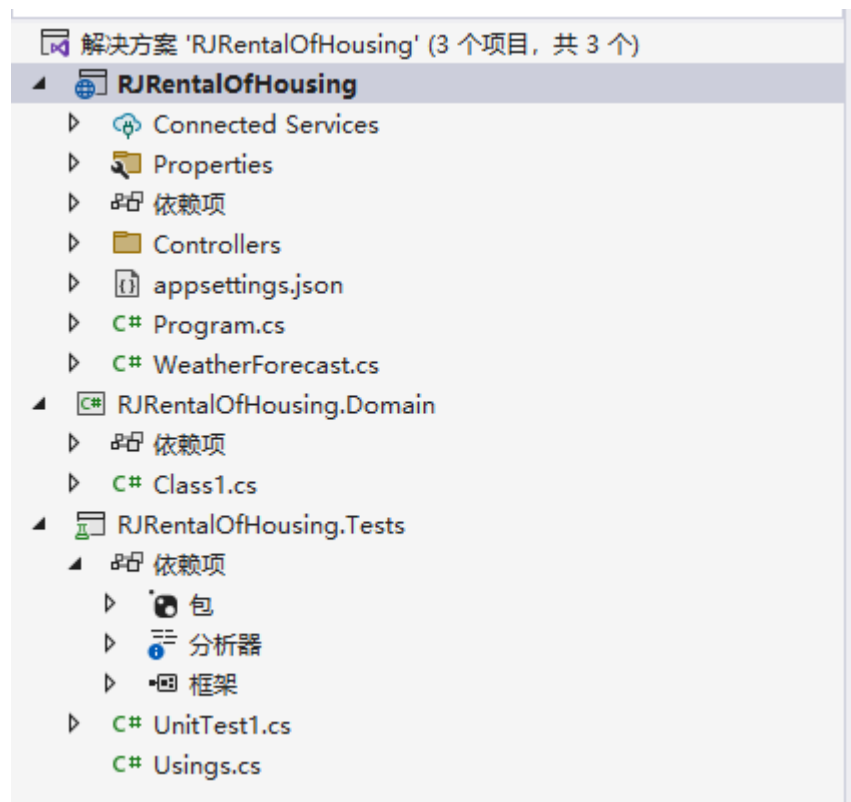 解决方案 'RJRentalOfHousing' (3 个项目，共 3 个)
RJRentalOfHousing
Connected Services
Properties
依赖项
Controllers
appsettings.json
C# Program.cs
C# WeatherForecast.cs
C# RJRentalOfHousing.Domain
依赖项
C# Class1.cs
RJRentalOfHousing.Tests
依赖项
包
分析器
框架
C# UnitTest1.cs
C# Usings.cs